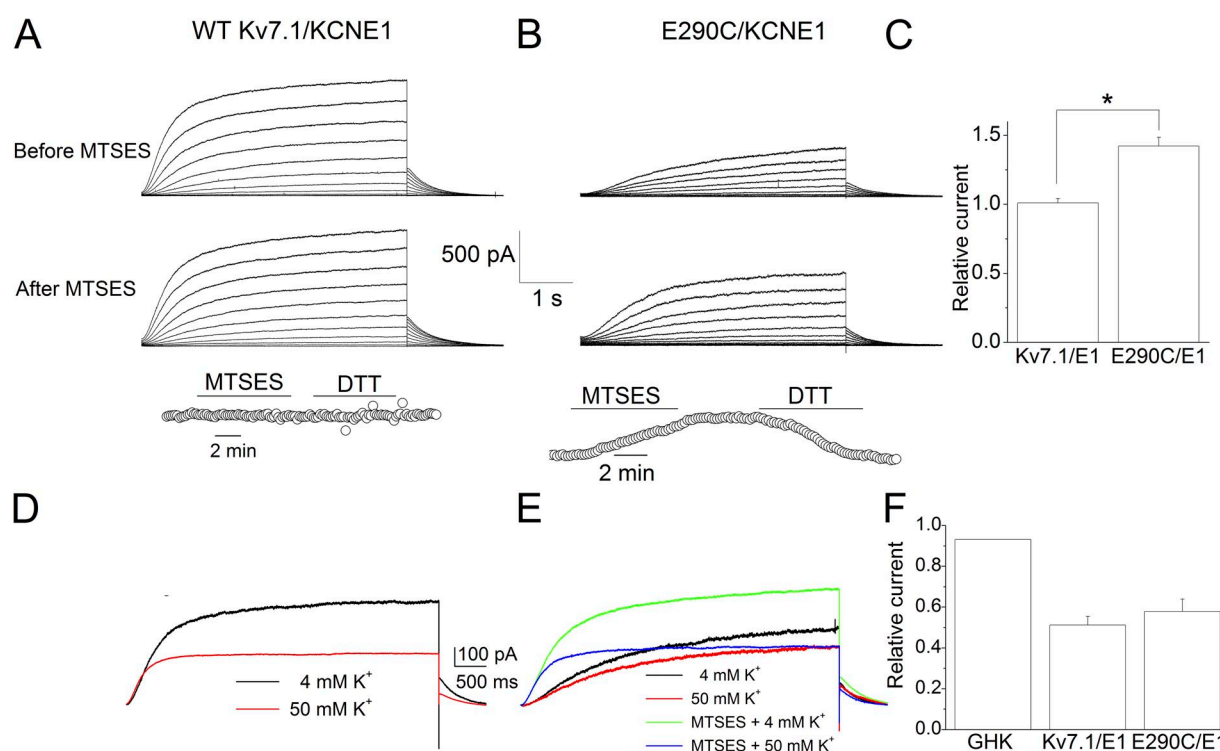 A
WT Kv7.1/KCNE1
B
E290C/KCNE1
C
Before MTSES
After MTSES
500 pA
1 s
*
Relative current
1.5
1.0
0.5
0.0
Kv7.1/E1
E290C/E1
MTSES
DTT
2 min
MTSES
DTT
2 min
D
4 mM K⁺
50 mM K⁺
100 pA
500 ms
E
4 mM K⁺
50 mM K⁺
MTSES + 4 mM K⁺
MTSES + 50 mM K⁺
F
Relative current
1.0
0.8
0.6
0.4
0.2
0.0
GHK
Kv7.1/E1
E290C/E1